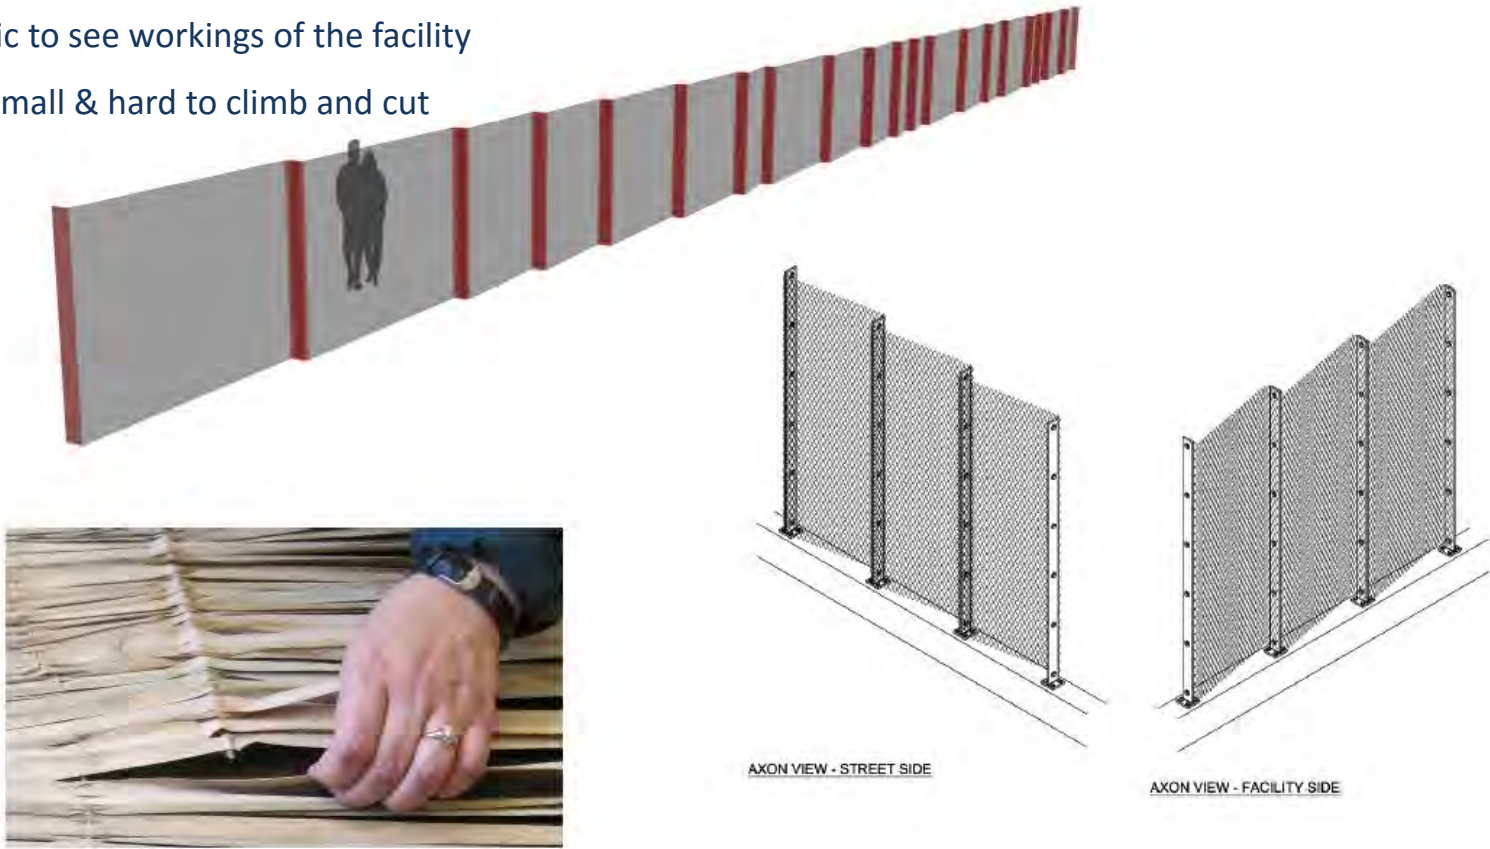 ic to see workings of the facility
mall & hard to climb and cut
AXON VIEW - STREET SIDE
AXON VIEW - FACILITY SIDE